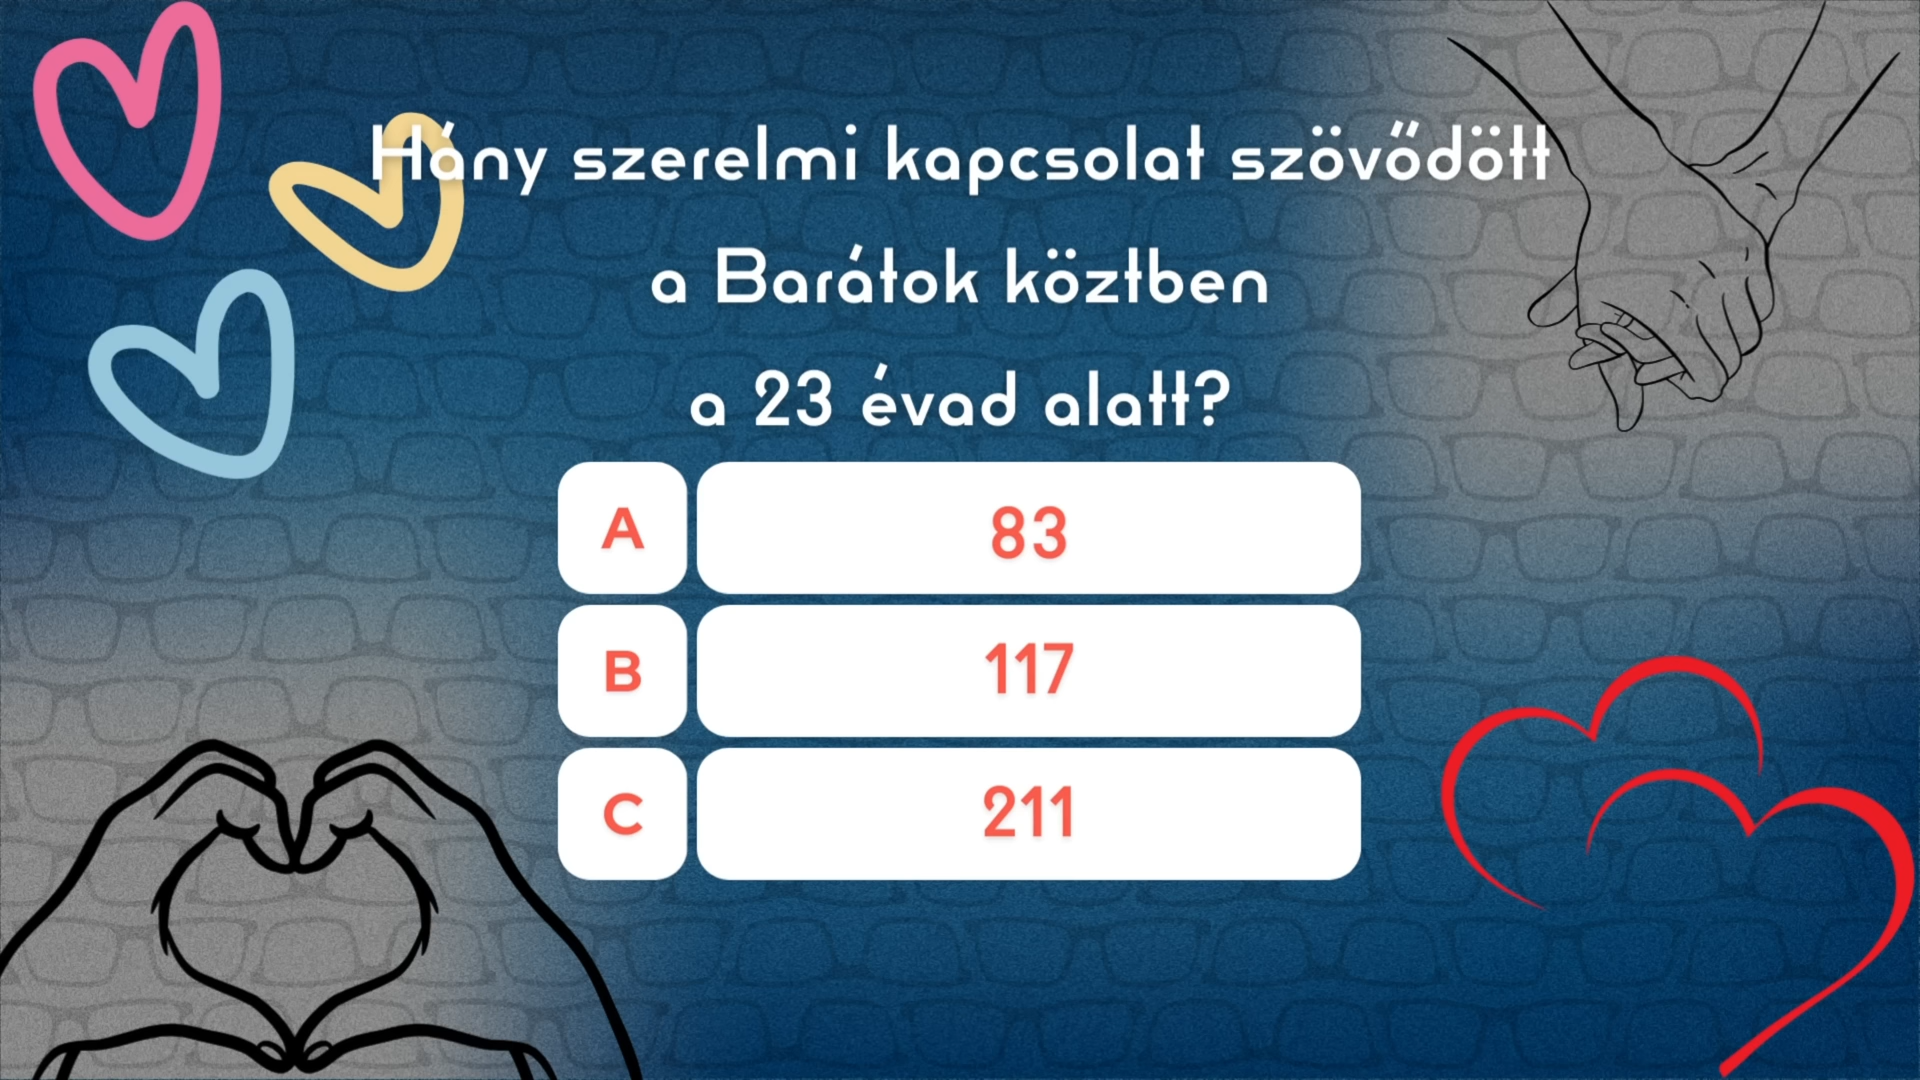 Hány szerelmi kapcsolat szövődött
a Barátok köztben
a 23 évad alatt?
A 83
B 117
C 211